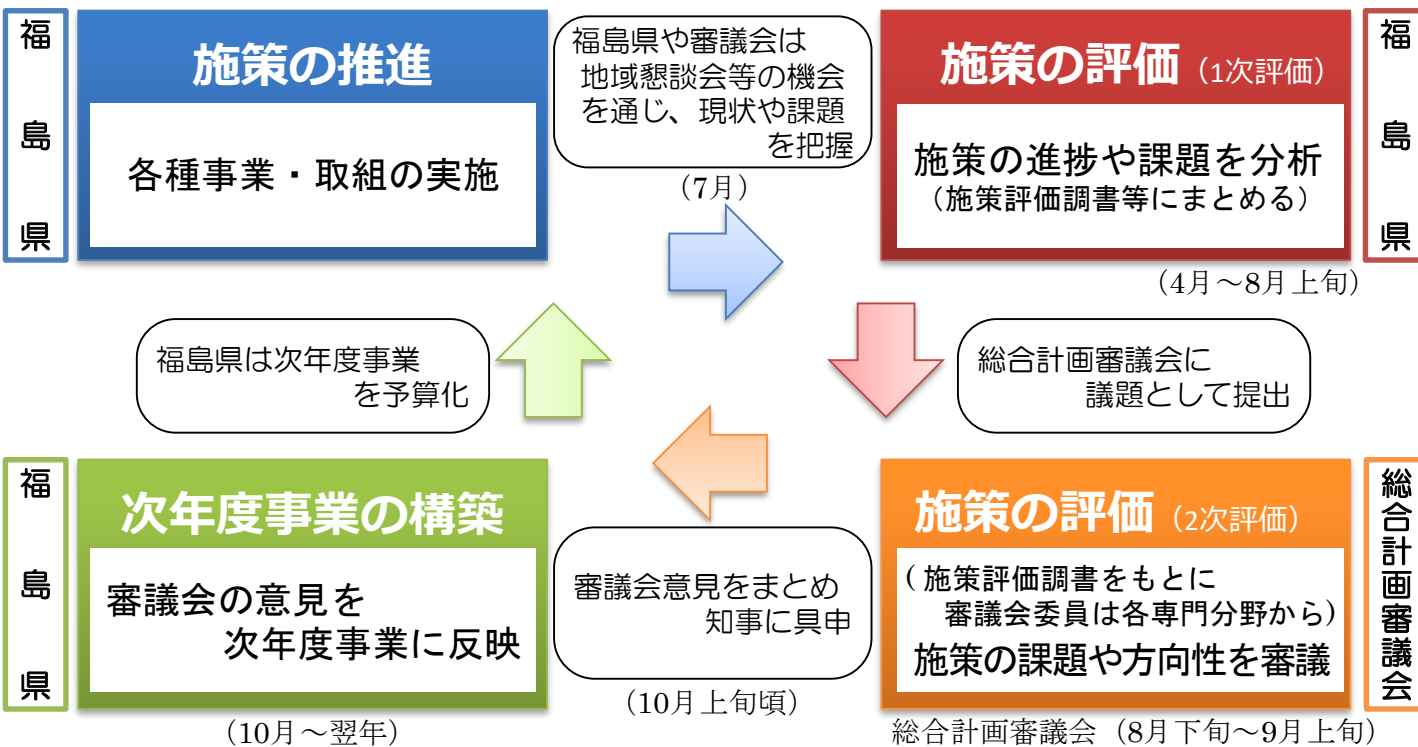 福島県
施策の推進
各種事業・取組の実施
福島県や審議会は
地域懇談会等の機会
を通じ、現状や課題
を把握
（7月）
施策の評価（1次評価）
施策の進捗や課題を分析
（施策評価調書等にまとめる）
福島県
（4月～8月上旬）
福島県は次年度事業
を予算化
総合計画審議会に
議題として提出
福島県
次年度事業の構築
審議会の意見を
次年度事業に反映
（10月～翌年）
審議会意見をまとめ
知事に具申
（10月上旬頃）
施策の評価（2次評価）
（施策評価調書をもとに
審議会委員は各専門分野から）
施策の課題や方向性を審議
総合計画審議会
総合計画審議会（8月下旬～9月上旬）